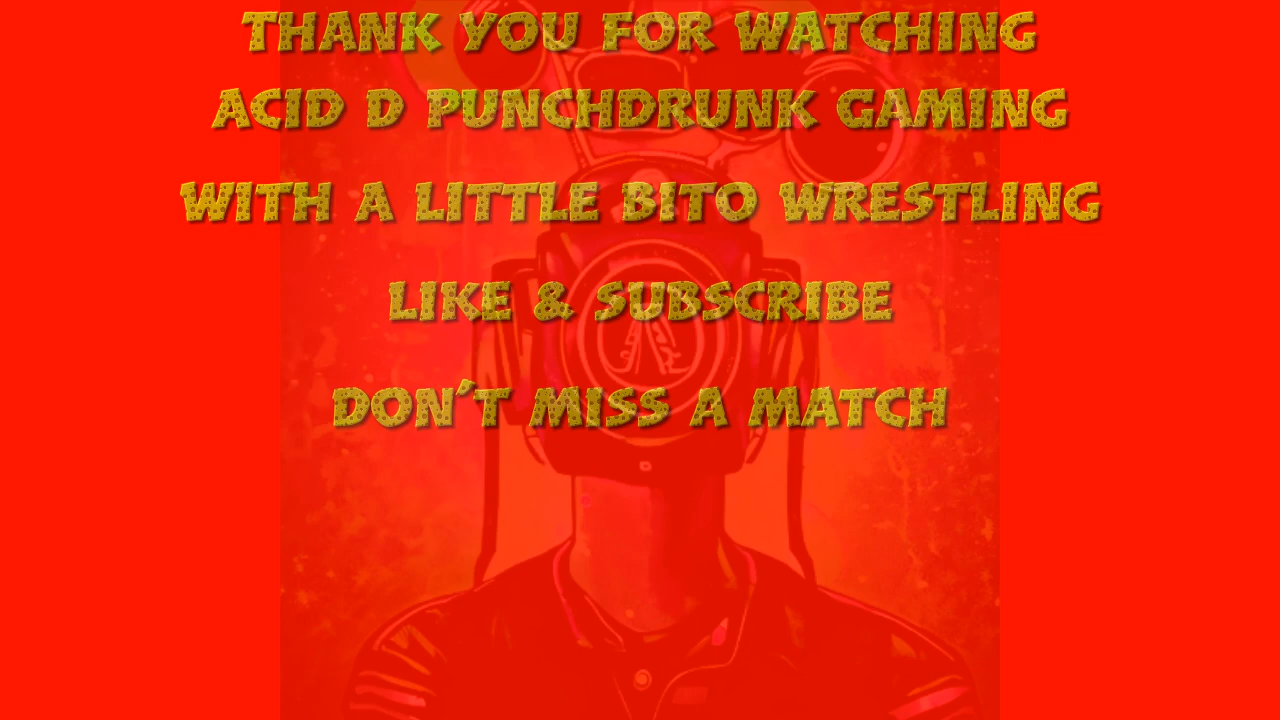 THANK YOU FOR WATCHING
ACID D PUNCHDRUNK GAMING
WITH A LITTLE BITO WRESTLING
LIKE & SUBSCRIBE
DON'T MISS A MATCH